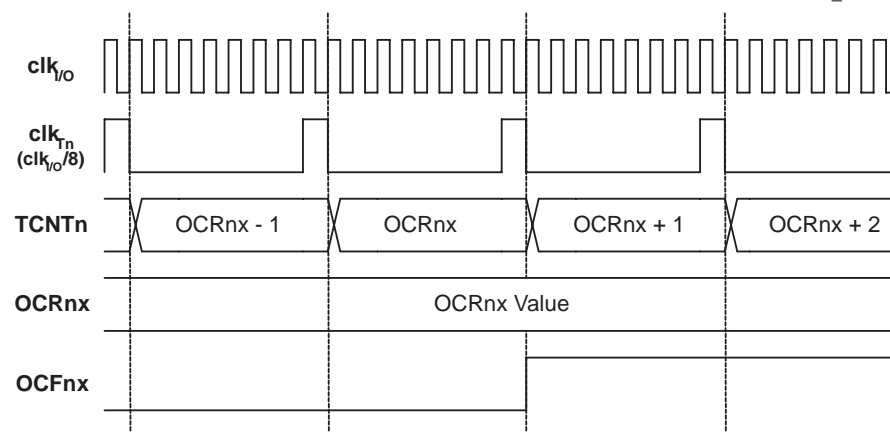 clkI/O
clkTn
(clkI/O/8)
TCNTn OCRnx - 1 OCRnx OCRnx + 1 OCRnx + 2
OCRnx OCRnx Value
OCFnx